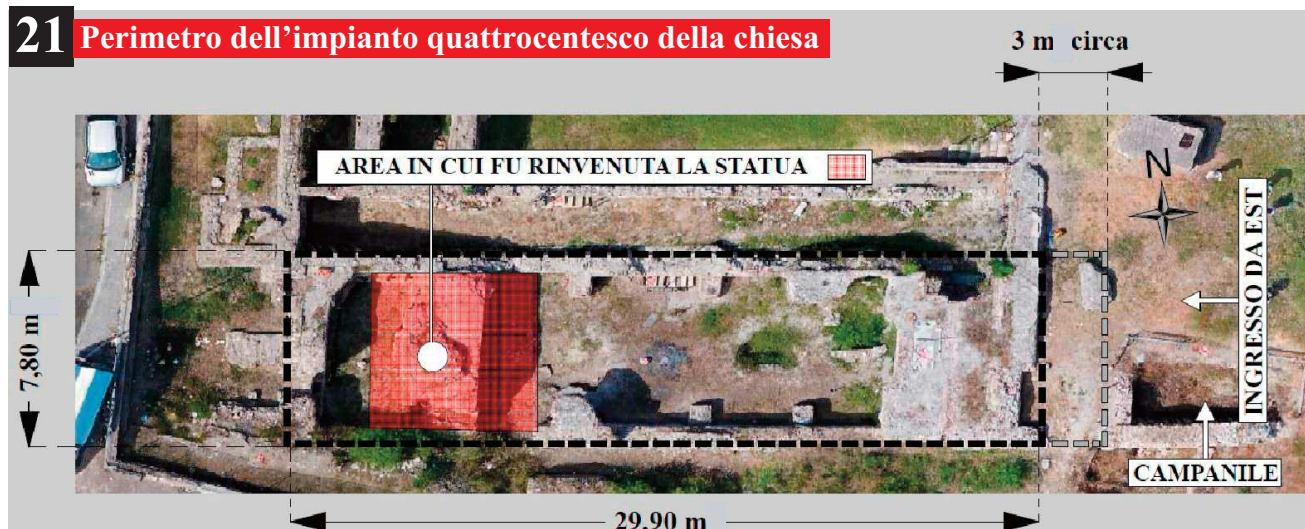 21 Perimetro dell’impianto quattrocentesco della chiesa
3 m circa
AREA IN CUI FU RINVENUTA LA STATUA
N
INGRESSO DA EST
7,80 m
CAMPANILE
29,90 m